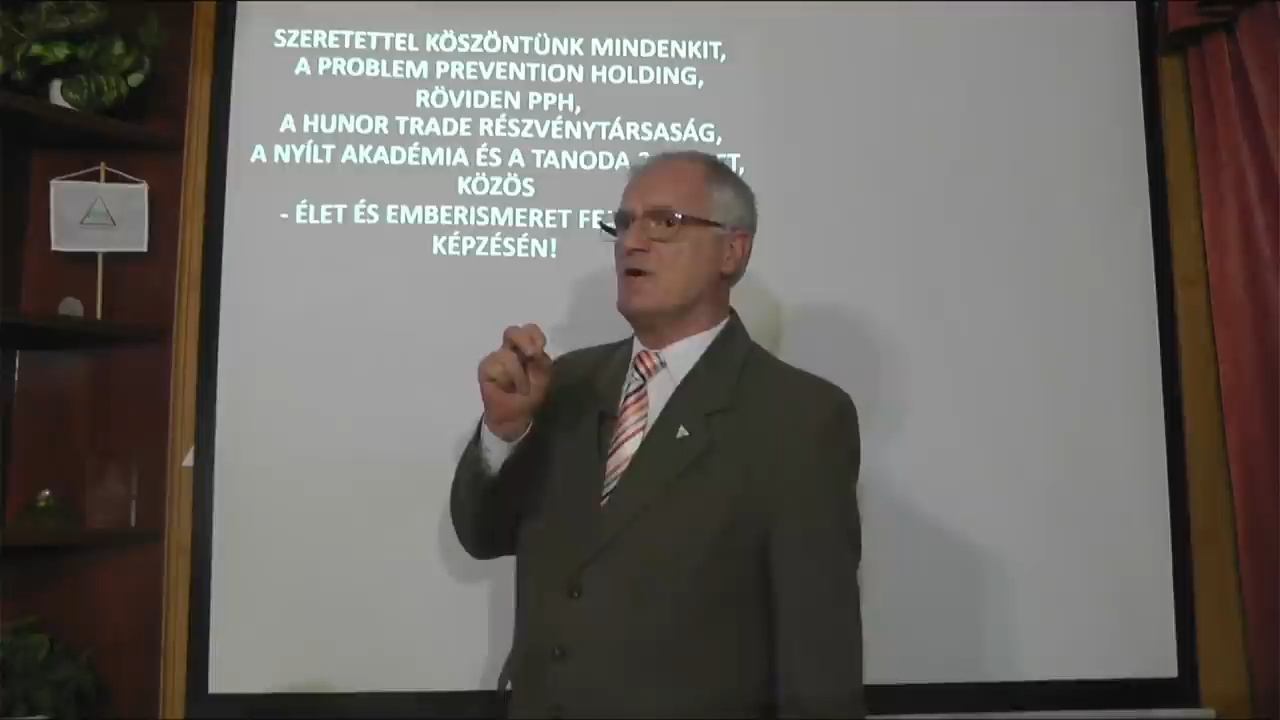 SZERETETTEL KÖSZÖNTÜNK MINDENKIT,
A PROBLEM PREVENTION HOLDING,
RÖVIDEN PPH,
A HUNOR TRADE RÉSZVÉNYTÁRSASÁG,
A NYÍLT AKADÉMIA ÉS A TANODA
KÖZÖS
- ÉLET ÉS EMBERISMERET
KÉPZÉSÉN!